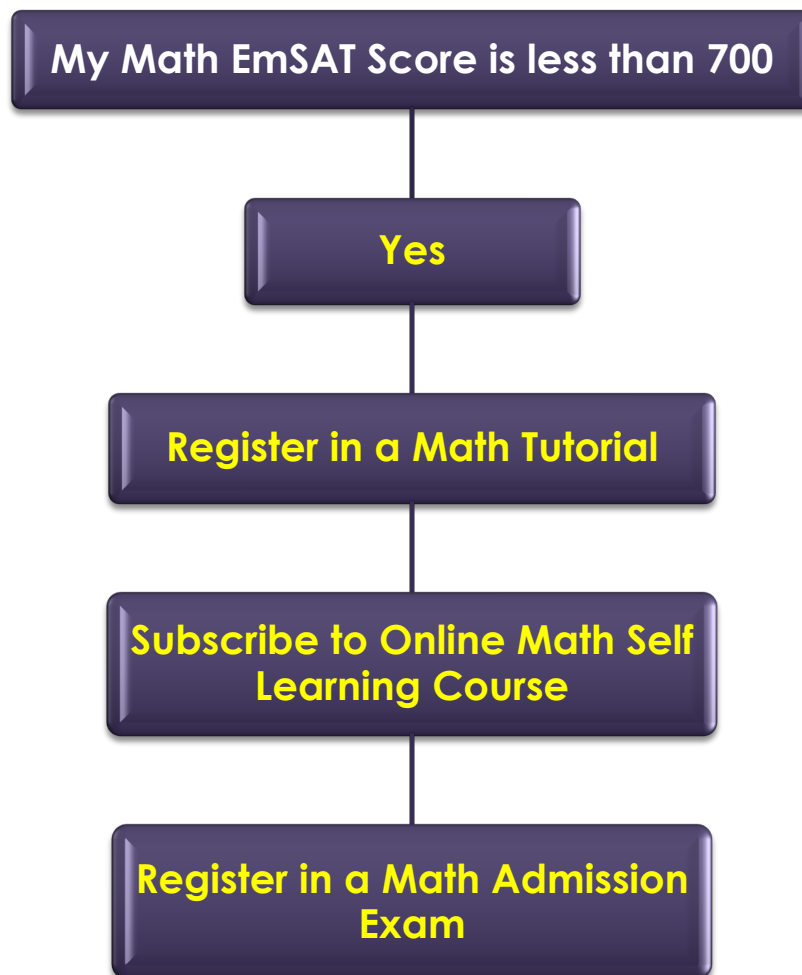 My Math EmSAT Score is less than 700
Yes
Register in a Math Tutorial
Subscribe to Online Math Self
Learning Course
Register in a Math Admission
Exam